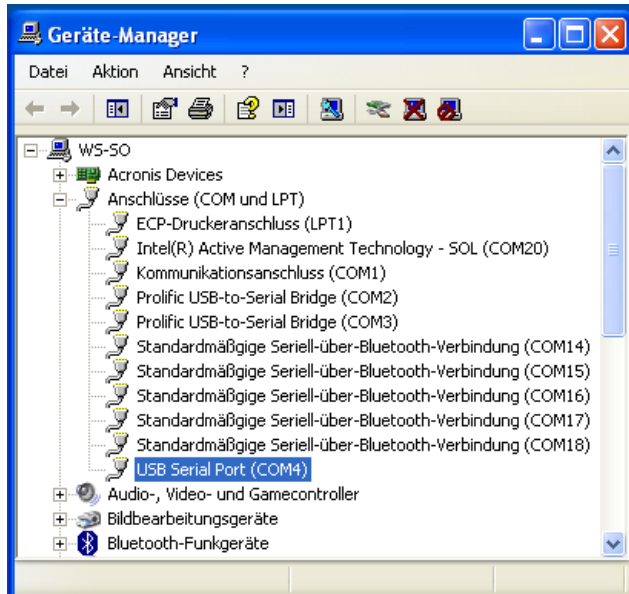 Geräte-Manager
Datei Aktion Ansicht ?
WS-SO
Acronis Devices
Anschlüsse (COM und LPT)
ECP-Druckeranschluss (LPT1)
Intel(R) Active Management Technology - SOL (COM20)
Kommunikationsanschluss (COM1)
Prolific USB-to-Serial Bridge (COM2)
Prolific USB-to-Serial Bridge (COM3)
Standardmäßgige Seriell-über-Bluetooth-Verbindung (COM14)
Standardmäßgige Seriell-über-Bluetooth-Verbindung (COM15)
Standardmäßgige Seriell-über-Bluetooth-Verbindung (COM16)
Standardmäßgige Seriell-über-Bluetooth-Verbindung (COM17)
Standardmäßgige Seriell-über-Bluetooth-Verbindung (COM18)
USB Serial Port (COM4)
Audio-, Video- und Gamecontroller
Bildbearbeitungsgeräte
Bluetooth-Funkgeräte